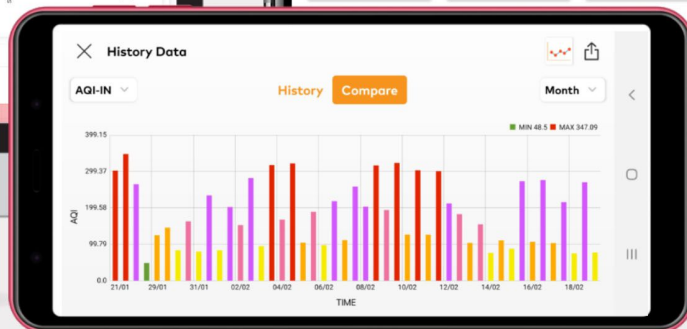 History Data
AQI-IN
History
Compare
Month
MIN 48.5 MAX 347.09
399.15
299.37
199.58
99.79
0.0
AQI
21/01 29/01 31/01 02/02 04/02 06/02 08/02 10/02 12/02 14/02 16/02 18/02
TIME